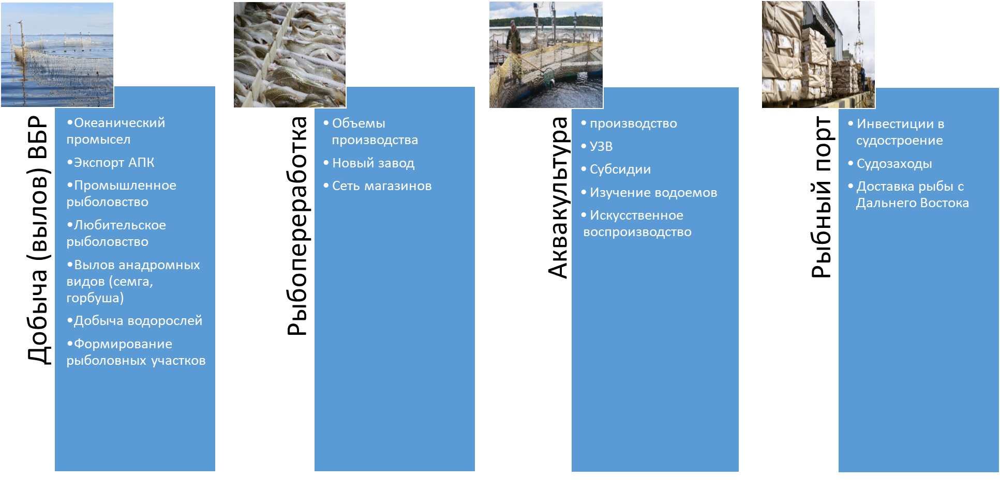 Добыча (вылов) ВБР
•Океанический
промысел
•Экспорт АПК
•Промышленное
рыболовство
•Любительское
рыболовство
•Вылов анадромных
видов (семга,
горбуша)
•Добыча водорослей
•Формирование
рыболовных участков
Рыбопереработка
• Объемы
производства
• Новый завод
• Сеть магазинов
Аквакультура
• производство
• УЗВ
• Субсидии
• Изучение водоемов
• Искусственное
воспроизводство
Рыбный порт
• Инвестиции в
судостроение
• Судозаходы
• Доставка рыбы с
Дальнего Востока